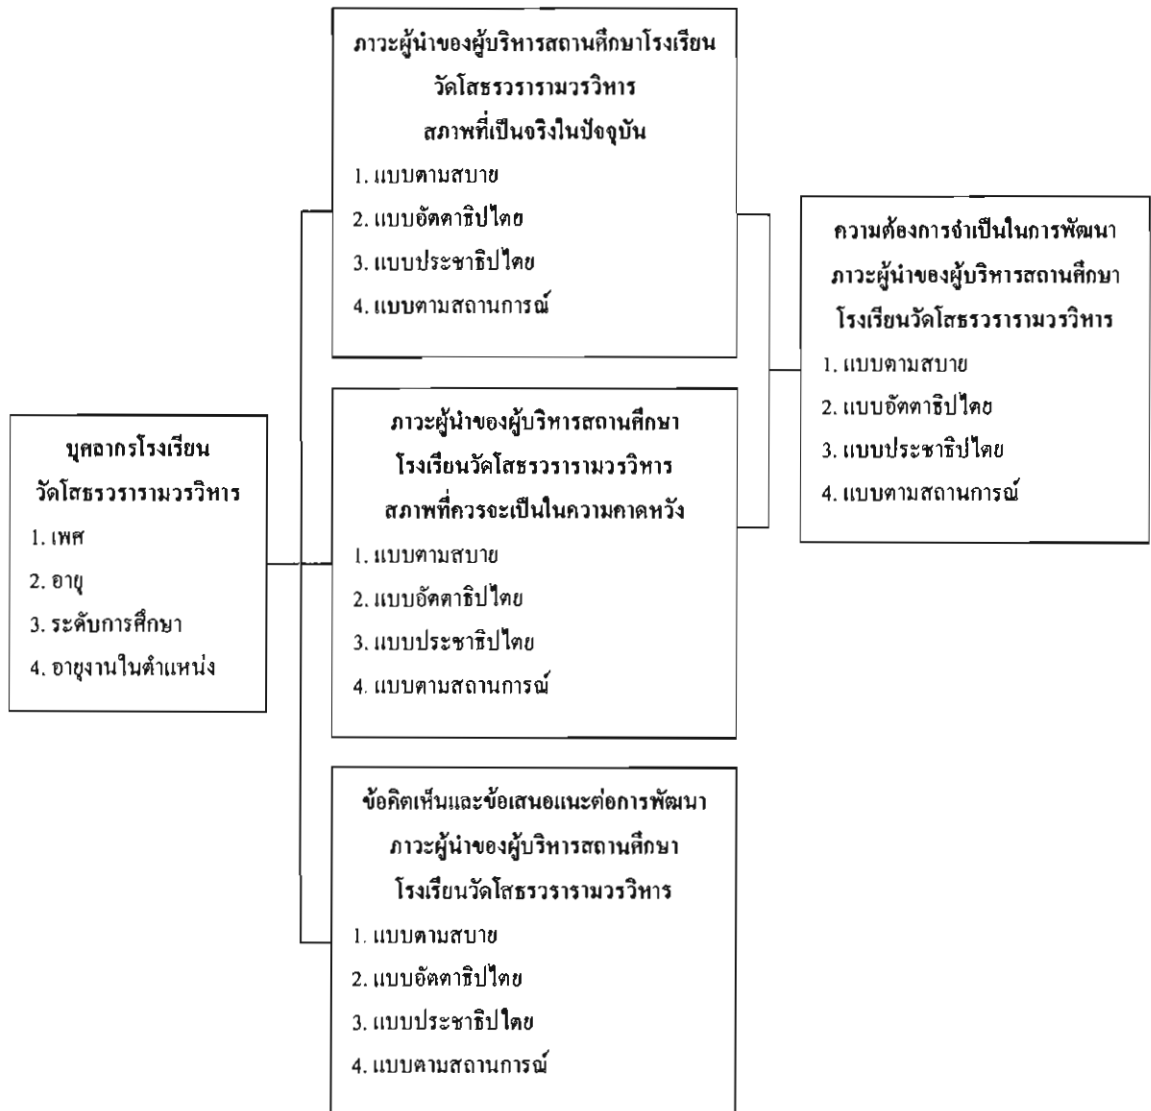 ภาวะผู้นำของผู้บริหารสถานศึกษาโรงเรียน
วัดโสธรวรารามวรวิหาร
สภาพที่เป็นจริงในปัจจุบัน
1. แบบตามสบาย
2. แบบอัตตาธิปไตย
3. แบบประชาธิปไตย
4. แบบตามสถานการณ์
ความต้องการจำเป็นในการพัฒนา
ภาวะผู้นำของผู้บริหารสถานศึกษา
โรงเรียนวัดโสธรวรารามวรวิหาร
1. แบบตามสบาย
2. แบบอัตตาธิปไตย
3. แบบประชาธิปไตย
4. แบบตามสถานการณ์
ภาวะผู้นำของผู้บริหารสถานศึกษา
โรงเรียนวัดโสธรวรารามวรวิหาร
สภาพที่ควรจะเป็นในความคาดหวัง
1. แบบตามสบาย
2. แบบอัตตาธิปไตย
3. แบบประชาธิปไตย
4. แบบตามสถานการณ์
บุคลากรโรงเรียน
วัดโสธรวรารามวรวิหาร
1. เพศ
2. อายุ
3. ระดับการศึกษา
4. อายุงานในตำแหน่ง
ข้อคิดเห็นและข้อเสนอแนะต่อการพัฒนา
ภาวะผู้นำของผู้บริหารสถานศึกษา
โรงเรียนวัดโสธรวรารามวรวิหาร
1. แบบตามสบาย
2. แบบอัตตาธิปไตย
3. แบบประชาธิปไตย
4. แบบตามสถานการณ์